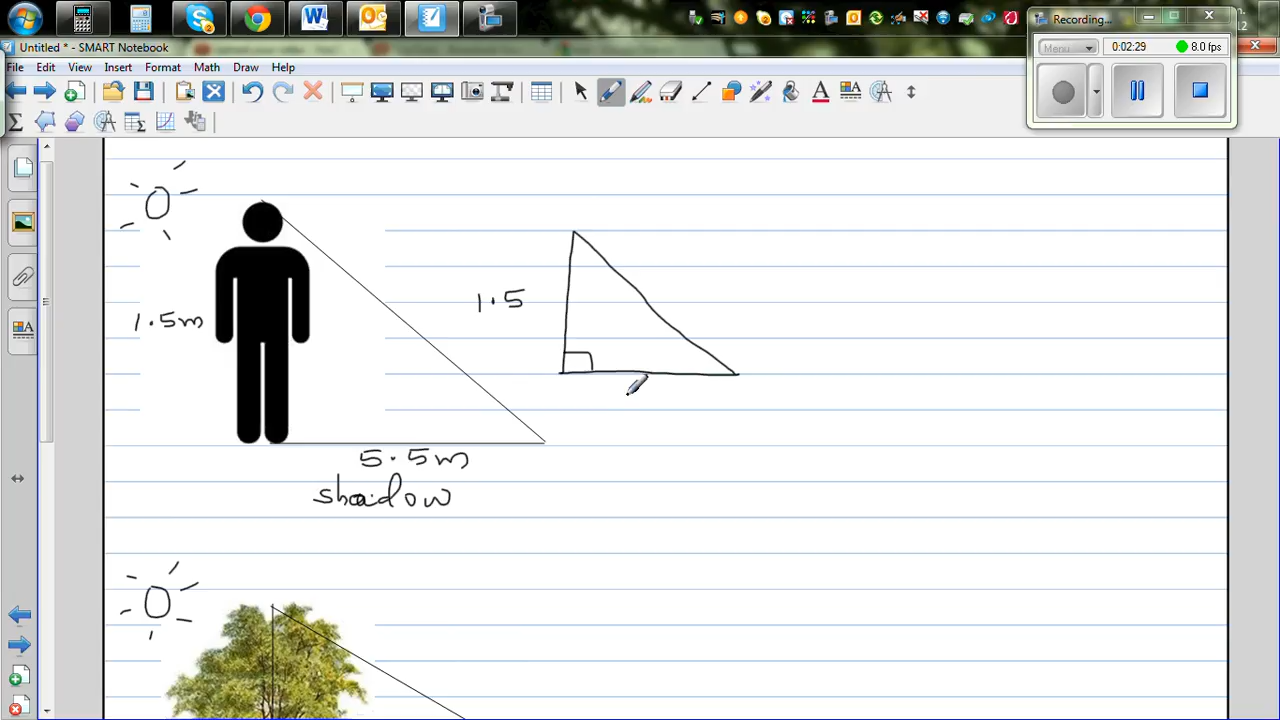 Untitled * - SMART Notebook
File Edit View Insert Format Math Draw Help
Recording...
Menu 0:02:29 8.0 fps
12
1.5m
1.5
5.5m
shadow